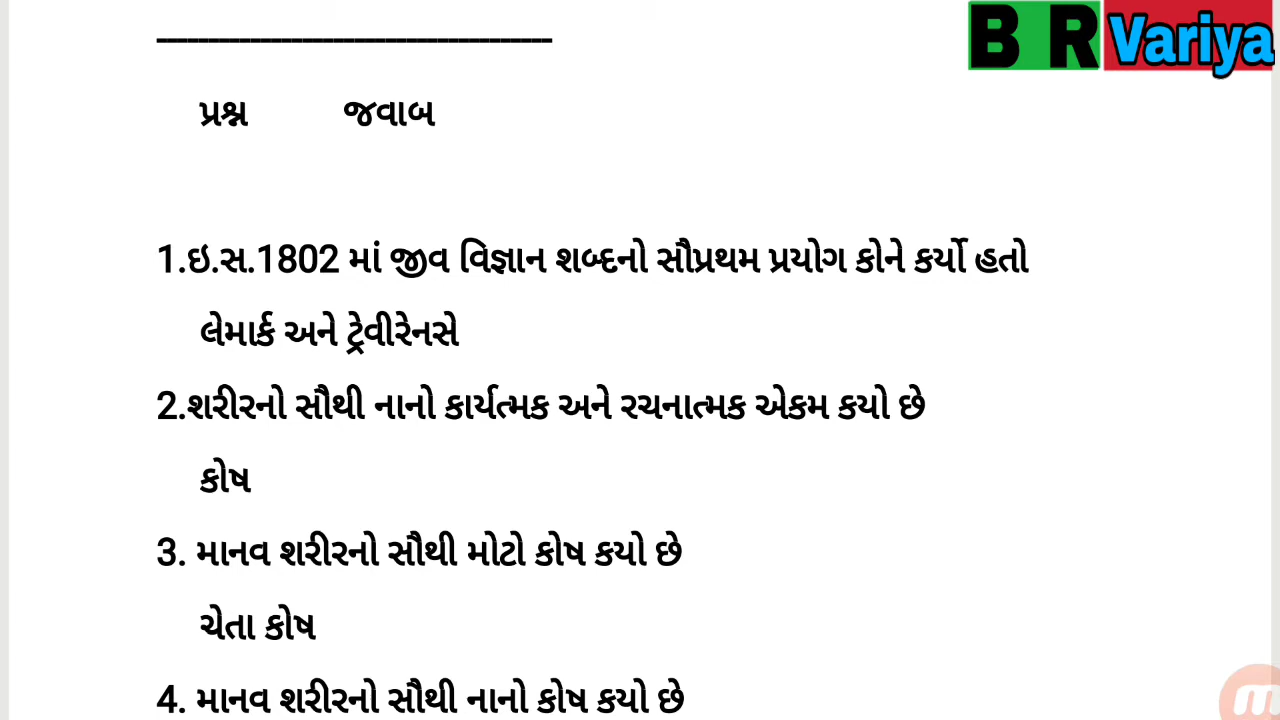 B R Variya
------------------------------------
પ્રશ્ન જવાબ
1.ઇ.સ.1802 માં જીવ વિજ્ઞાન શબ્દનો સૌપ્રથમ પ્રયોગ કોને કર્યો હતો
લેમાર્ક અને ટ્રેવીરેનસે
2.શરીરનો સૌથી નાનો કાર્યત્મક અને રચનાત્મક એકમ કયો છે
કોષ
3. માનવ શરીરનો સૌથી મોટો કોષ કયો છે
ચેતા કોષ
4. માનવ શરીરનો સૌથી નાનો કોષ કયો છે
m